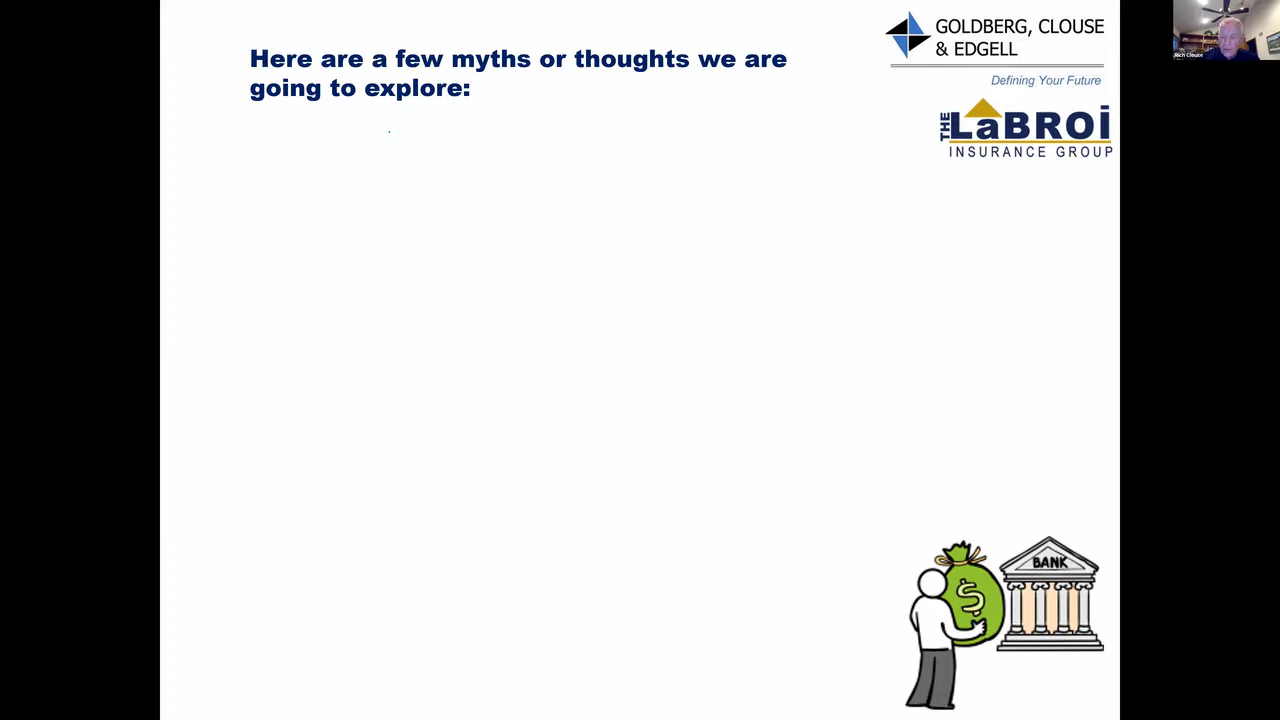 Here are a few myths or thoughts we are
going to explore:
GOLDBERG, CLOUSE
& EDGELL
Defining Your Future
THE LaBROi
INSURANCE GROUP
Rich Clouse
BANK
$